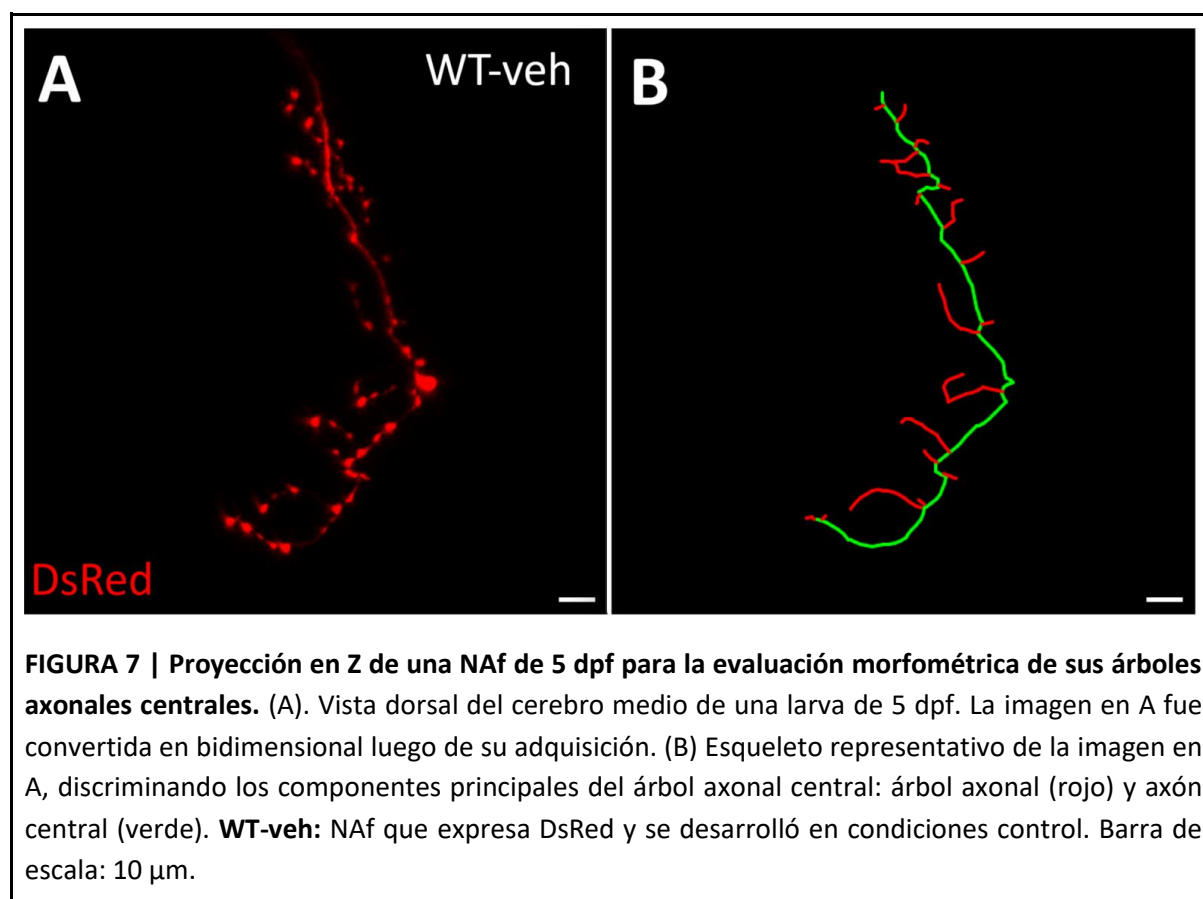 A
WT-veh
B
DsRed
FIGURA 7 | Proyección en Z de una NAf de 5 dpf para la evaluación morfométrica de sus árboles
axonales centrales. (A). Vista dorsal del cerebro medio de una larva de 5 dpf. La imagen en A fue
convertida en bidimensional luego de su adquisición. (B) Esqueleto representativo de la imagen en
A, discriminando los componentes principales del árbol axonal central: árbol axonal (rojo) y axón
central (verde). WT-veh: NAf que expresa DsRed y se desarrolló en condiciones control. Barra de
escala: 10 μm.